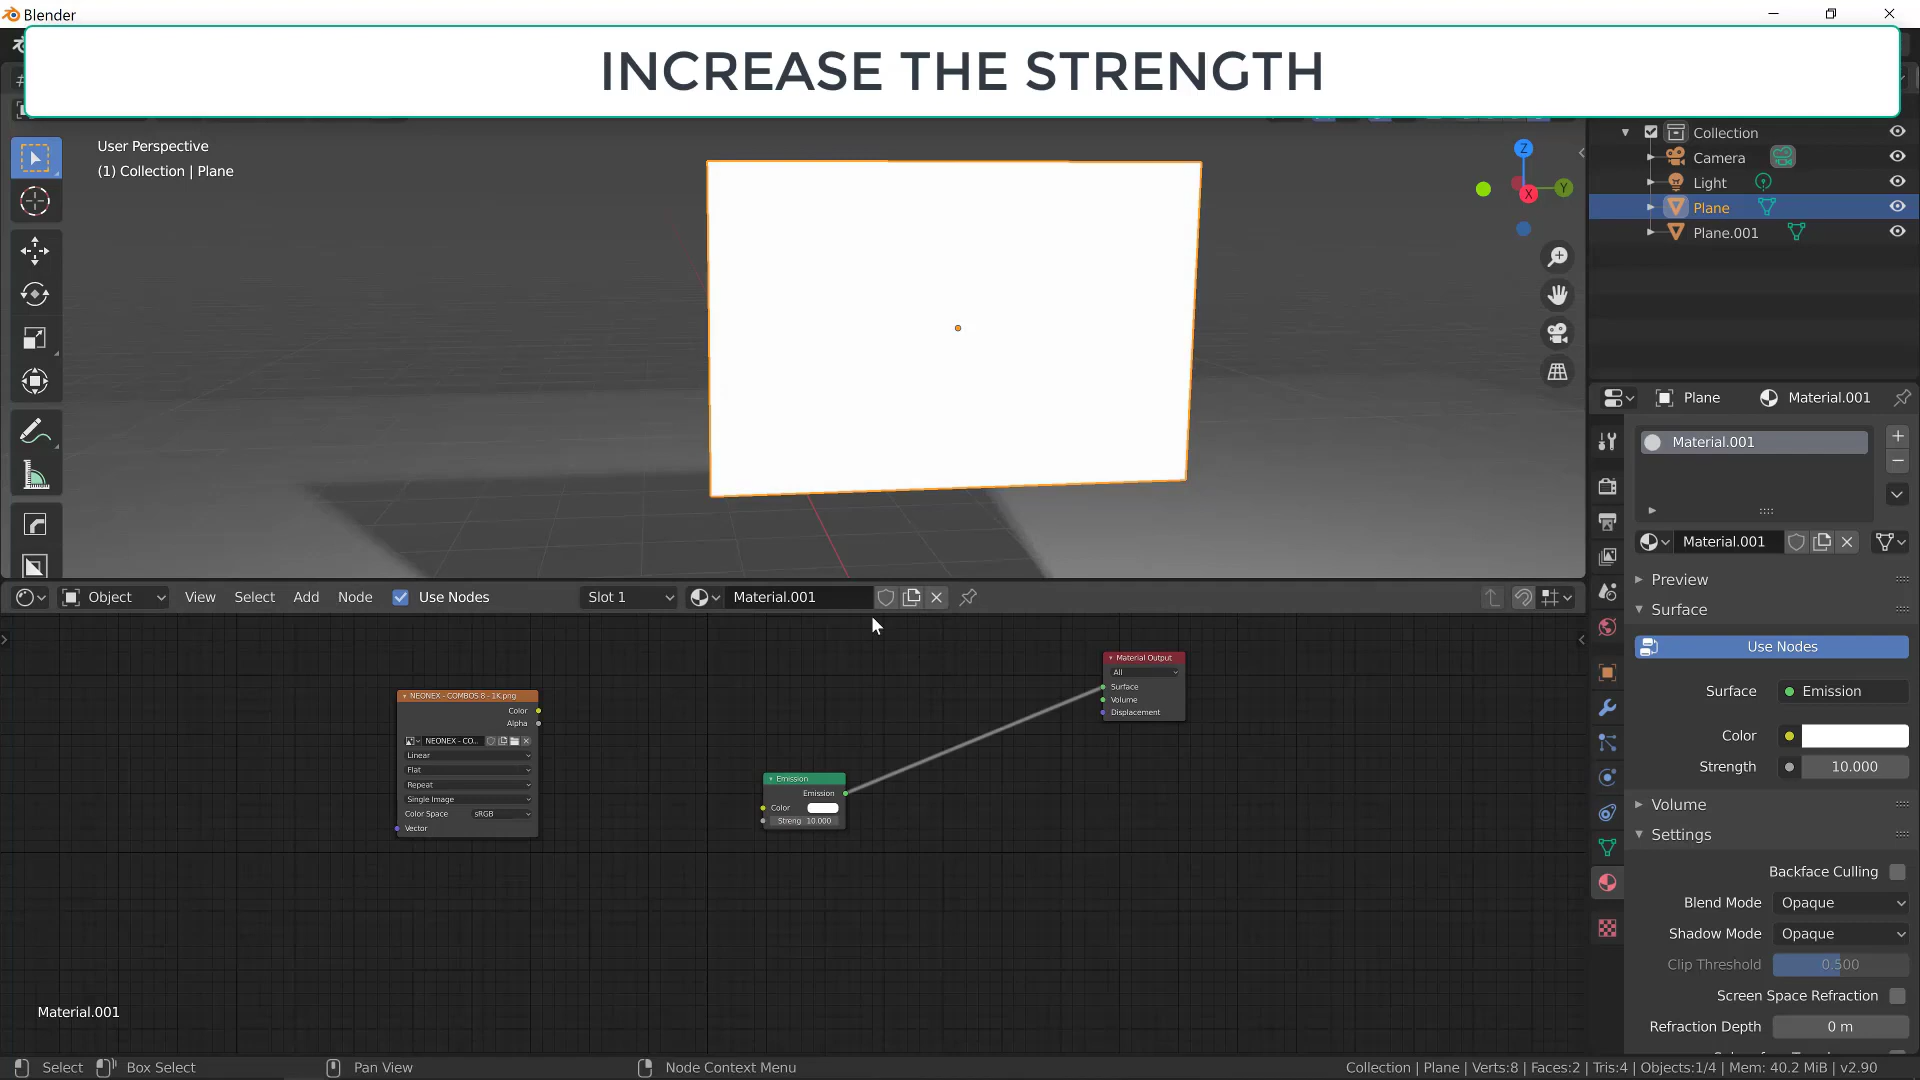 Blender
INCREASE THE STRENGTH
User Perspective
(1) Collection | Plane
Z
Y
X
Collection
Camera
Light
Plane
Plane.001
Plane
Material.001
Material.001
Material.001
Preview
Surface
Use Nodes
Surface
Emission
Color
Strength
10.000
Volume
Settings
Backface Culling
Blend Mode
Opaque
Shadow Mode
Opaque
Clip Threshold
0.500
Screen Space Refraction
Refraction Depth
0 m
Object
View
Select
Add
Node
Use Nodes
Slot 1
Material.001
NEONEX - COMBOS 8 - 1K.png
Color
Alpha
NEONEX - CO...
Linear
Flat
Repeat
Single Image
Color Space
sRGB
Vector
Emission
Emission
Color
Streng 10.000
Material Output
All
Surface
Volume
Displacement
Material.001
Select
Box Select
Pan View
Node Context Menu
Collection | Plane | Verts:8 | Faces:2 | Tris:4 | Objects:1/4 | Mem: 40.2 MiB | v2.90